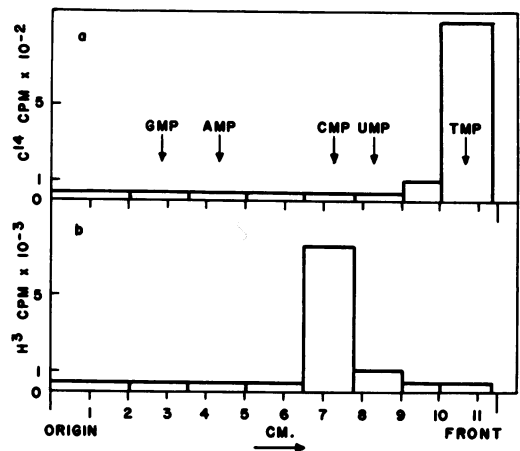 a
C14 CPM x 10-2
5
1
0
GMP AMP CMP UMP TMP
b
H3 CPM x 10-3
5
1
0
1 2 3 4 5 6 7 8 9 10 11
ORIGIN CM. FRONT